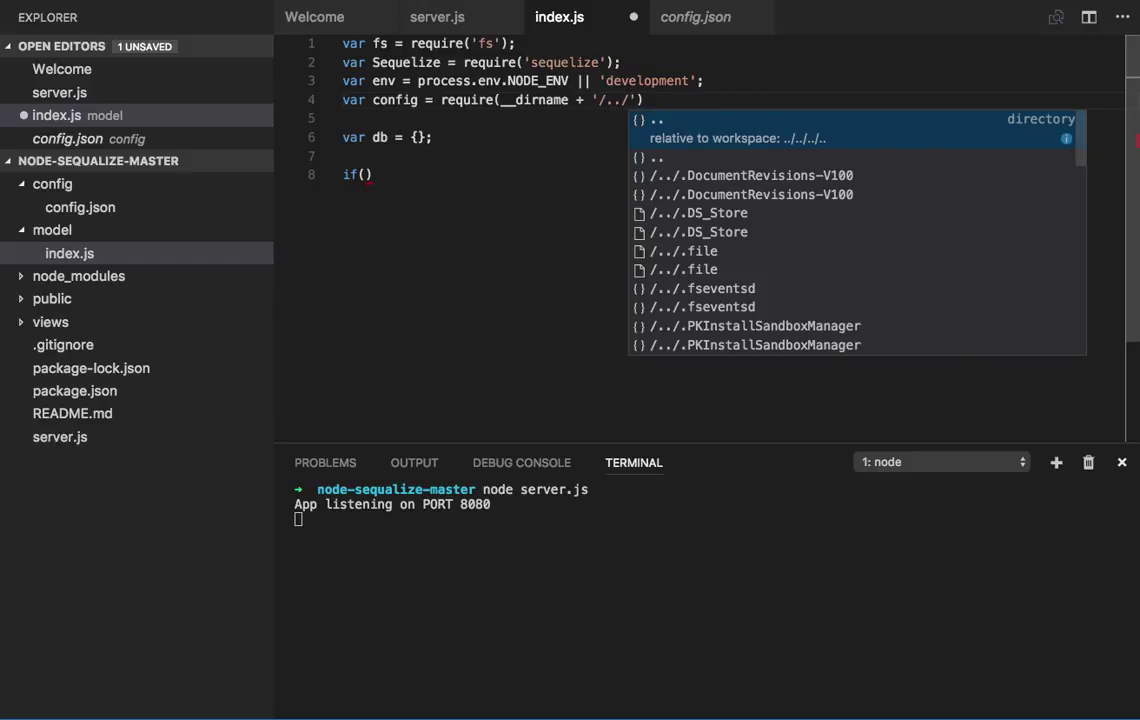 EXPLORER
OPEN EDITORS 1 UNSAVED
Welcome
server.js
index.js model
config.json config
NODE-SEQUALIZE-MASTER
config
config.json
model
index.js
node_modules
public
views
.gitignore
package-lock.json
package.json
README.md
server.js
Welcome server.js index.js config.json
1 var fs = require('fs');
2 var Sequelize = require('sequelize');
3 var env = process.env.NODE_ENV || 'development';
4 var config = require(__dirname + '/../')
5
6 var db = {};
7
8 if()
{} .. directory
relative to workspace: ../../../..
{} ..
{} /../.DocumentRevisions-V100
{} /../.DocumentRevisions-V100
/../.DS_Store
/../.DS_Store
/../.file
/../.file
{} /../.fseventsd
{} /../.fseventsd
{} /../.PKInstallSandboxManager
{} /../.PKInstallSandboxManager
PROBLEMS OUTPUT DEBUG CONSOLE TERMINAL 1: node
➜ node-sequalize-master node server.js
App listening on PORT 8080